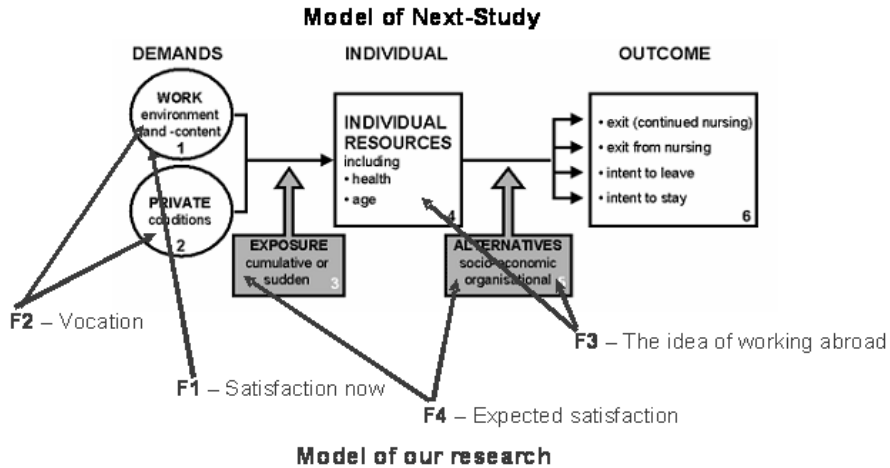 Model of Next-Study
DEMANDS
INDIVIDUAL
OUTCOME
WORK
environment
and -content
1
PRIVATE
conditions
2
INDIVIDUAL
RESOURCES
including
• health
• age
4
• exit (continued nursing)
• exit from nursing
• intent to leave
• intent to stay
6
EXPOSURE
cumulative or
sudden
3
ALTERNATIVES
socio-economic
organisational
F2 – Vocation
F3 – The idea of working abroad
F1 – Satisfaction now
F4 – Expected satisfaction
Model of our research